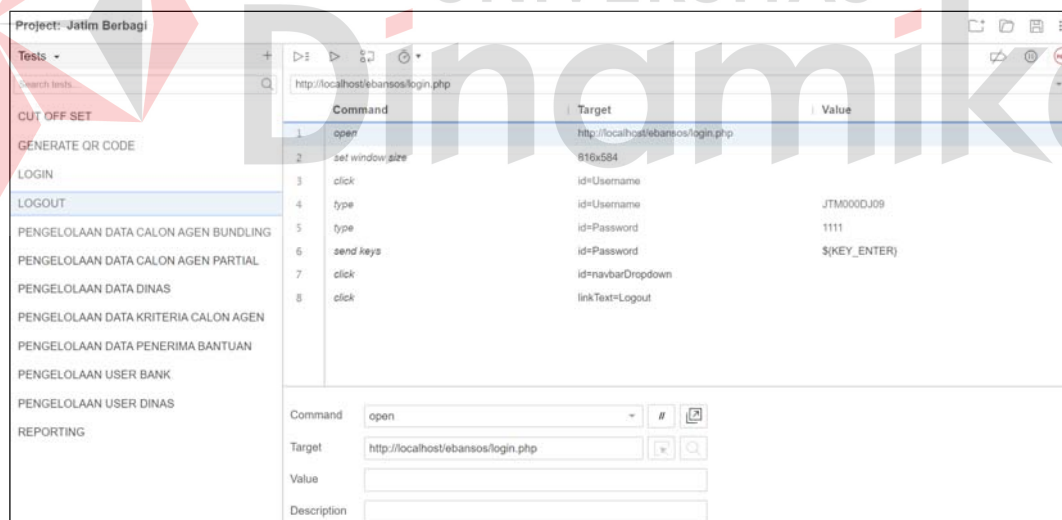 UNIVERSITAS
Dinamika
Project: Jatim Berbagi
Tests
Search tests...
CUT OFF SET
GENERATE QR CODE
LOGIN
LOGOUT
PENGELOLAAN DATA CALON AGEN BUNDLING
PENGELOLAAN DATA CALON AGEN PARTIAL
PENGELOLAAN DATA DINAS
PENGELOLAAN DATA KRITERIA CALON AGEN
PENGELOLAAN DATA PENERIMA BANTUAN
PENGELOLAAN USER BANK
PENGELOLAAN USER DINAS
REPORTING
http://localhost/ebansos/login.php
Command Target Value
1 open http://localhost/ebansos/login.php
2 set window size 816x584
3 click id=Username
4 type id=Username JTM000DJ09
5 type id=Password 1111
6 send keys id=Password ${KEY_ENTER}
7 click id=navbarDropdown
8 click linkText=Logout
Command open //
Target http://localhost/ebansos/login.php
Value
Description